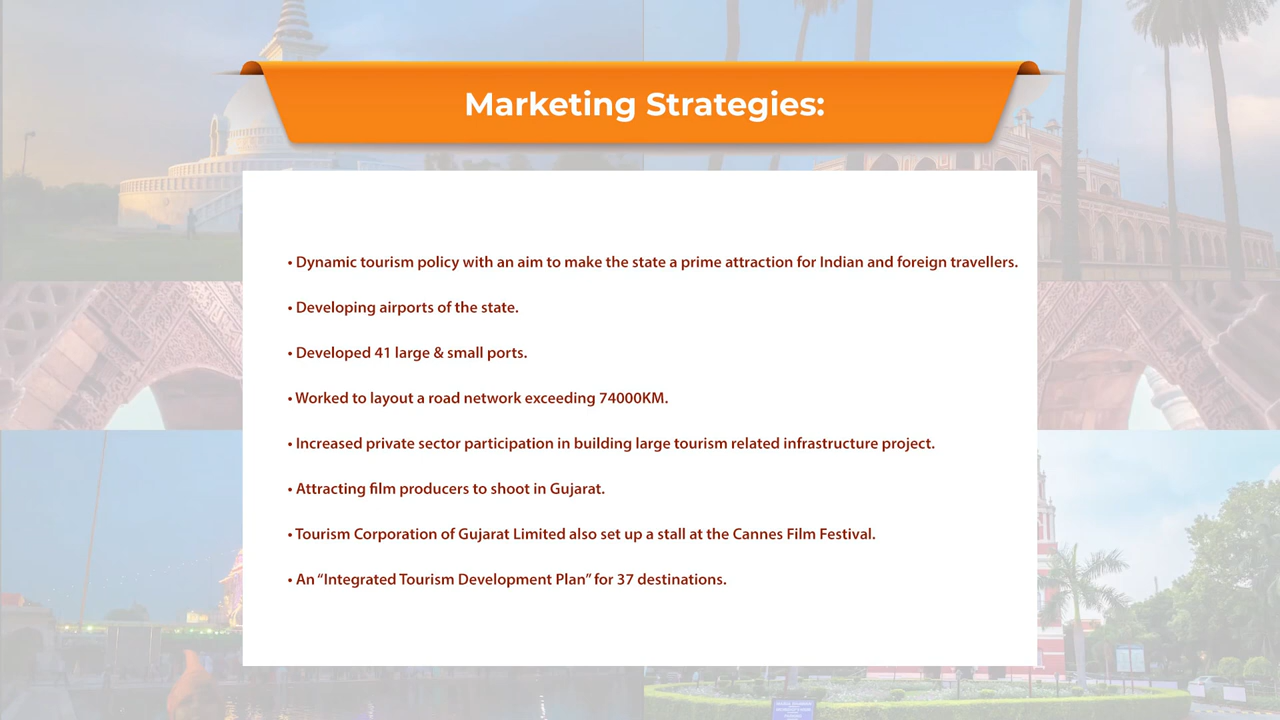 Marketing Strategies:
• Dynamic tourism policy with an aim to make the state a prime attraction for Indian and foreign travellers.
• Developing airports of the state.
• Developed 41 large & small ports.
• Worked to layout a road network exceeding 74000KM.
• Increased private sector participation in building large tourism related infrastructure project.
• Attracting film producers to shoot in Gujarat.
• Tourism Corporation of Gujarat Limited also set up a stall at the Cannes Film Festival.
• An “Integrated Tourism Development Plan” for 37 destinations.